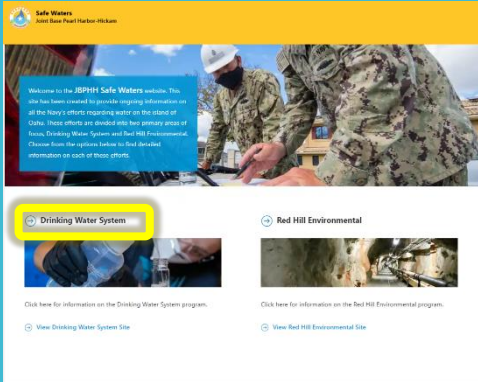 Safe Waters
Joint Base Pearl Harbor-Hickam
Welcome to the JBPHH Safe Waters website. This
site has been created to provide ongoing information on
all the Navy's efforts regarding water on the island of
Oahu. These efforts are divided into two primary areas of
focus, Drinking Water System and Red Hill Environmental.
Choose from the options below to find detailed
information on each of these efforts.
Drinking Water System
Red Hill Environmental
Click here for information on the Drinking Water System program.
Click here for information on the Red Hill Environmental program.
View Drinking Water System Site
View Red Hill Environmental Site